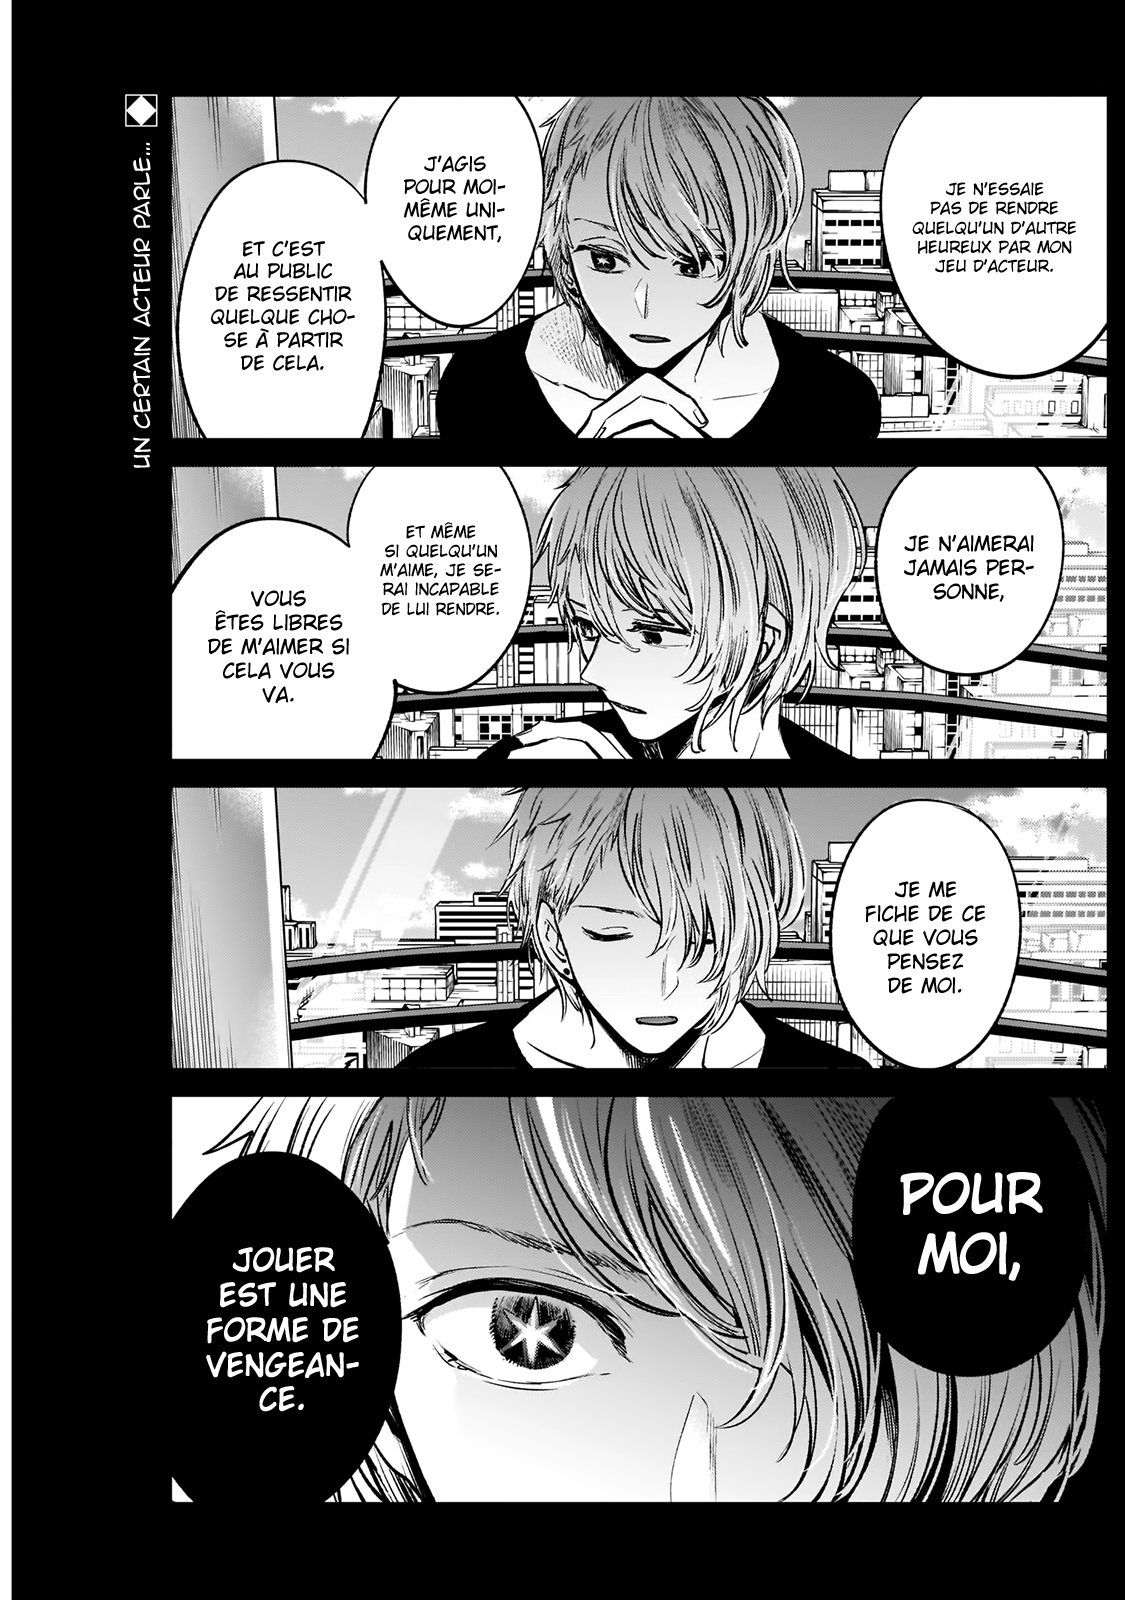 UN CERTAIN ACTEUR PARLE...
JE N'ESSAIE
PAS DE RENDRE
QUELQU'UN D'AUTRE
HEUREUX PAR MON
JEU D'ACTEUR.
J'AGIS
POUR MOI-
MÊME UNI-
QUEMENT,
ET C'EST
AU PUBLIC
DE RESSENTIR
QUELQUE CHO-
SE À PARTIR
DE CELA.
JE N'AIMERAI
JAMAIS PER-
SONNE,
ET MÊME
SI QUELQU'UN
M'AIME, JE SE-
RAI INCAPABLE
DE LUI RENDRE.
VOUS
ÊTES LIBRES
DE M'AIMER SI
CELA VOUS
VA.
JE ME
FICHE DE CE
QUE VOUS
PENSEZ
DE MOI.
POUR
MOI,
JOUER
EST UNE
FORME DE
VENGEAN-
CE.